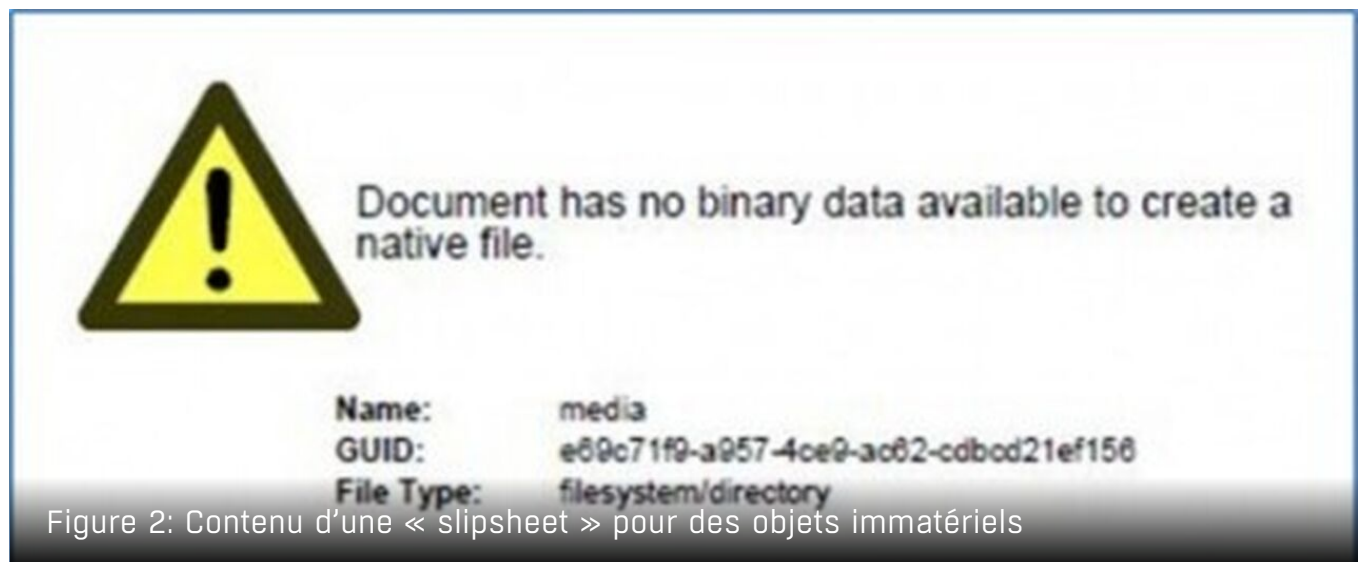 Document has no binary data available to create a
native file.
Name: media
GUID: e69c71f9-a957-4ce9-ac62-cdbcd21ef156
File Type: filesystem/directory
Figure 2: Contenu d’une « slipsheet » pour des objets immatériels